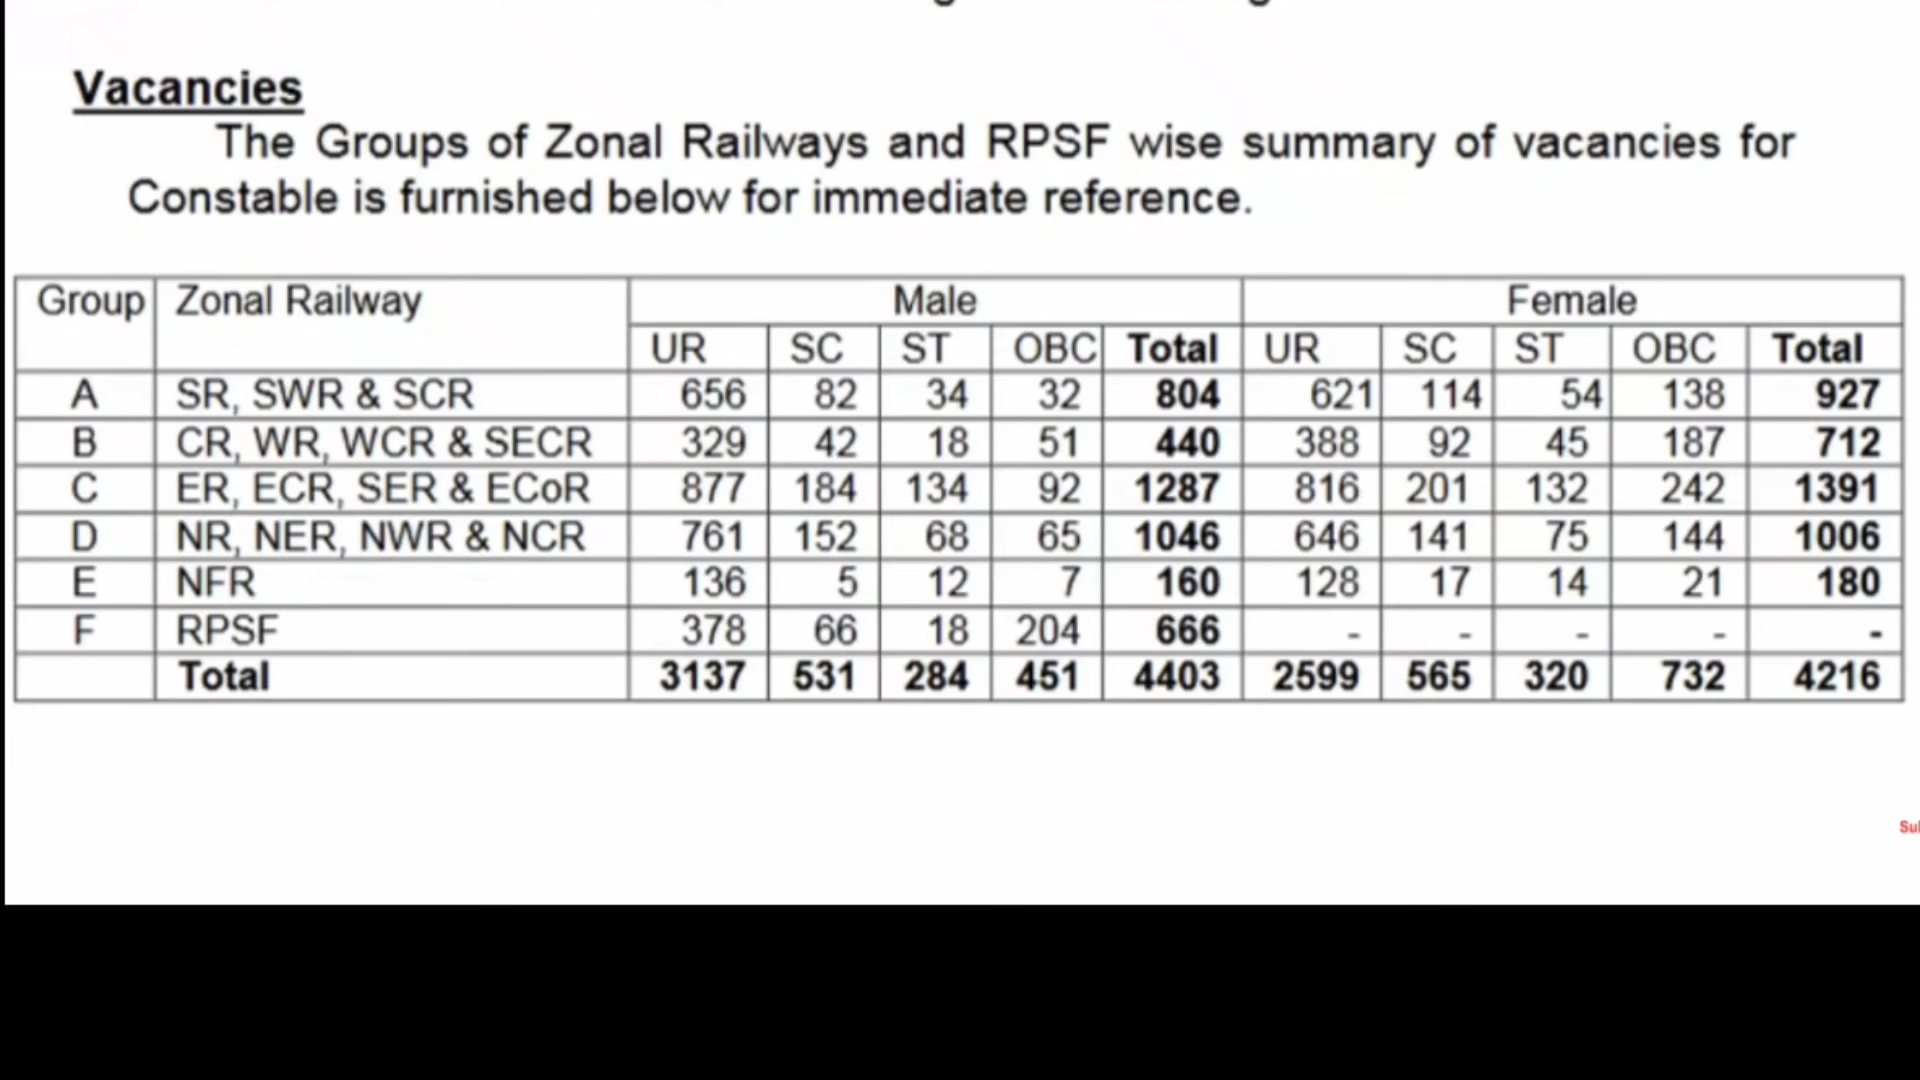 Vacancies
The Groups of Zonal Railways and RPSF wise summary of vacancies for
Constable is furnished below for immediate reference.
Group Zonal Railway Male Female
UR SC ST OBC Total UR SC ST OBC Total
A SR, SWR & SCR 656 82 34 32 804 621 114 54 138 927
B CR, WR, WCR & SECR 329 42 18 51 440 388 92 45 187 712
C ER, ECR, SER & ECoR 877 184 134 92 1287 816 201 132 242 1391
D NR, NER, NWR & NCR 761 152 68 65 1046 646 141 75 144 1006
E NFR 136 5 12 7 160 128 17 14 21 180
F RPSF 378 66 18 204 666 - - - - -
Total 3137 531 284 451 4403 2599 565 320 732 4216